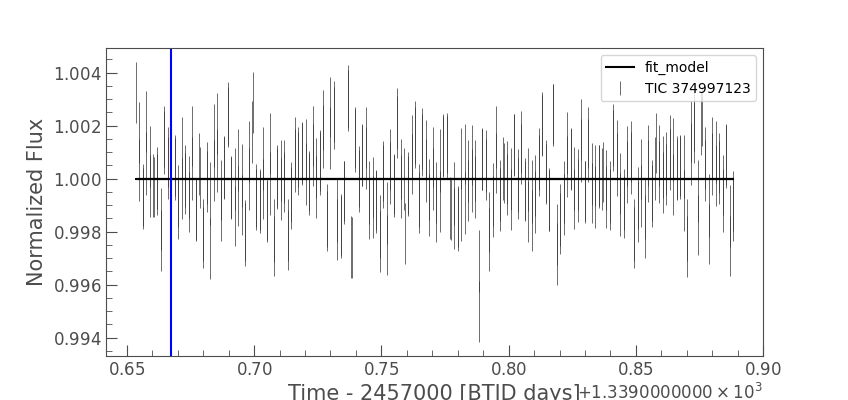 fit_model
TIC 374997123
1.004
1.002
1.000
0.998
0.996
0.994
Normalized Flux
0.65 0.70 0.75 0.80 0.85 0.90
Time - 2457000 [BTJD days]
+1.3390000000 × 10³